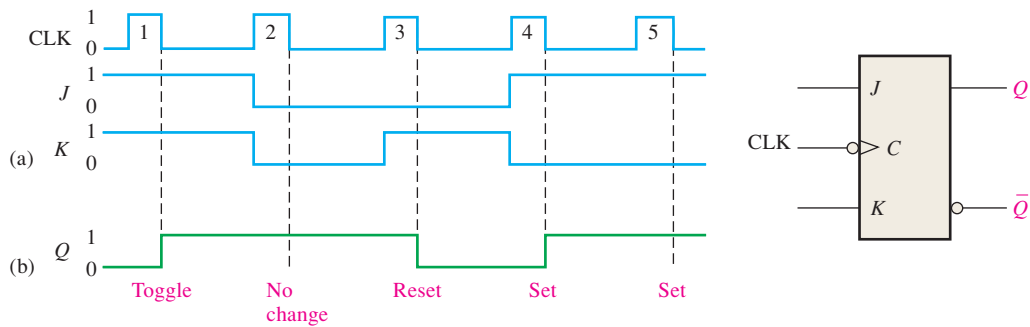 CLK 1 0 1 2 3 4 5
J 1 0
(a) K 1 0
(b) Q 1 0
Toggle No change Reset Set Set
J Q
CLK C
K Q̅